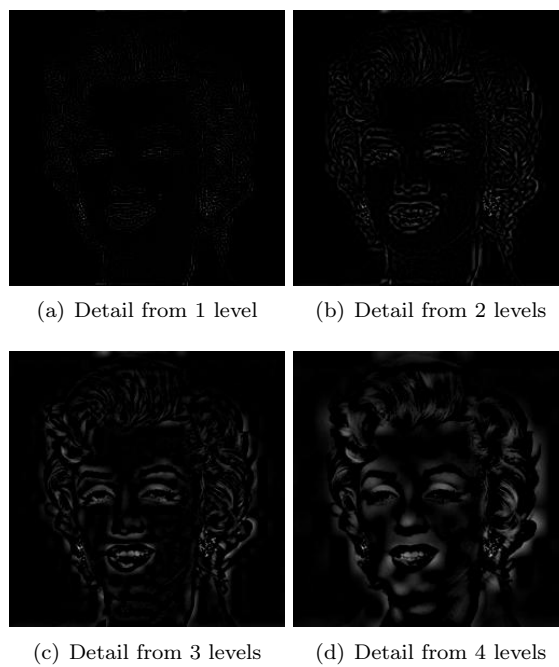 (a) Detail from 1 level
(b) Detail from 2 levels
(c) Detail from 3 levels
(d) Detail from 4 levels